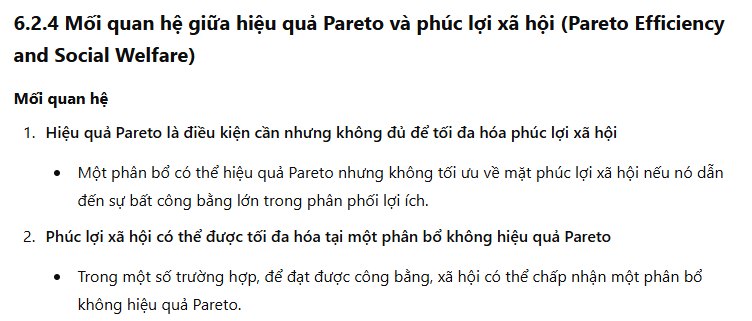 6.2.4 Mối quan hệ giữa hiệu quả Pareto và phúc lợi xã hội (Pareto Efficiency
and Social Welfare)
Mối quan hệ
1. Hiệu quả Pareto là điều kiện cần nhưng không đủ để tối đa hóa phúc lợi xã hội
• Một phân bổ có thể hiệu quả Pareto nhưng không tối ưu về mặt phúc lợi xã hội nếu nó dẫn
đến sự bất công bằng lớn trong phân phối lợi ích.
2. Phúc lợi xã hội có thể được tối đa hóa tại một phân bổ không hiệu quả Pareto
• Trong một số trường hợp, để đạt được công bằng, xã hội có thể chấp nhận một phân bổ
không hiệu quả Pareto.